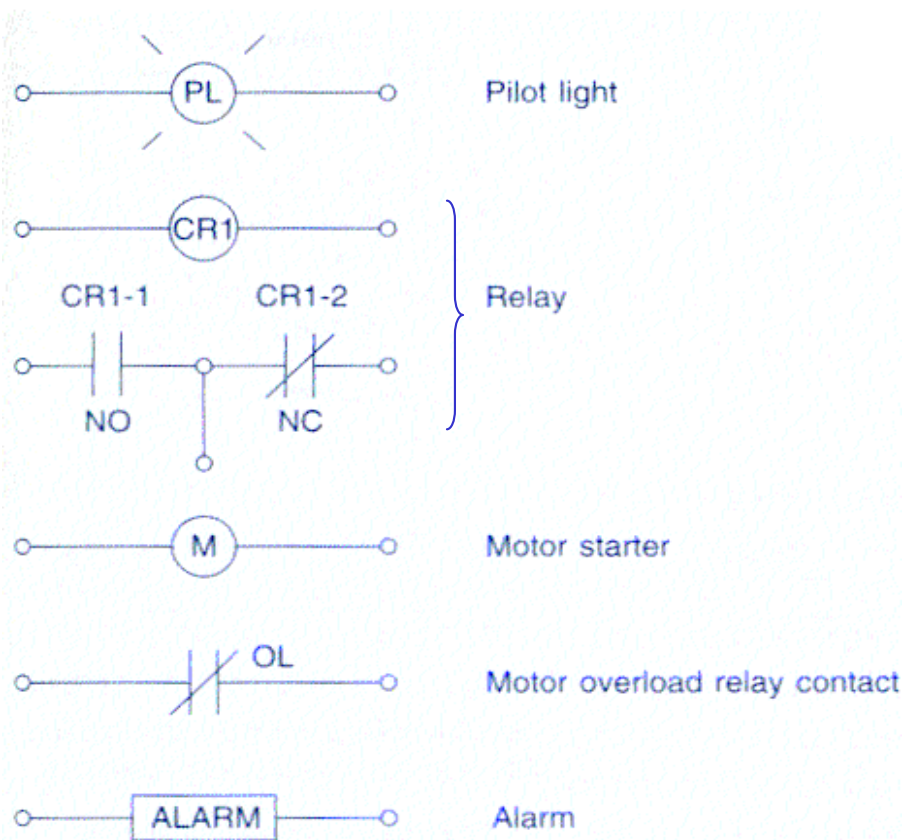 PL Pilot light
CR1
CR1-1 CR1-2 Relay
NO NC
M Motor starter
OL
Motor overload relay contact
ALARM Alarm